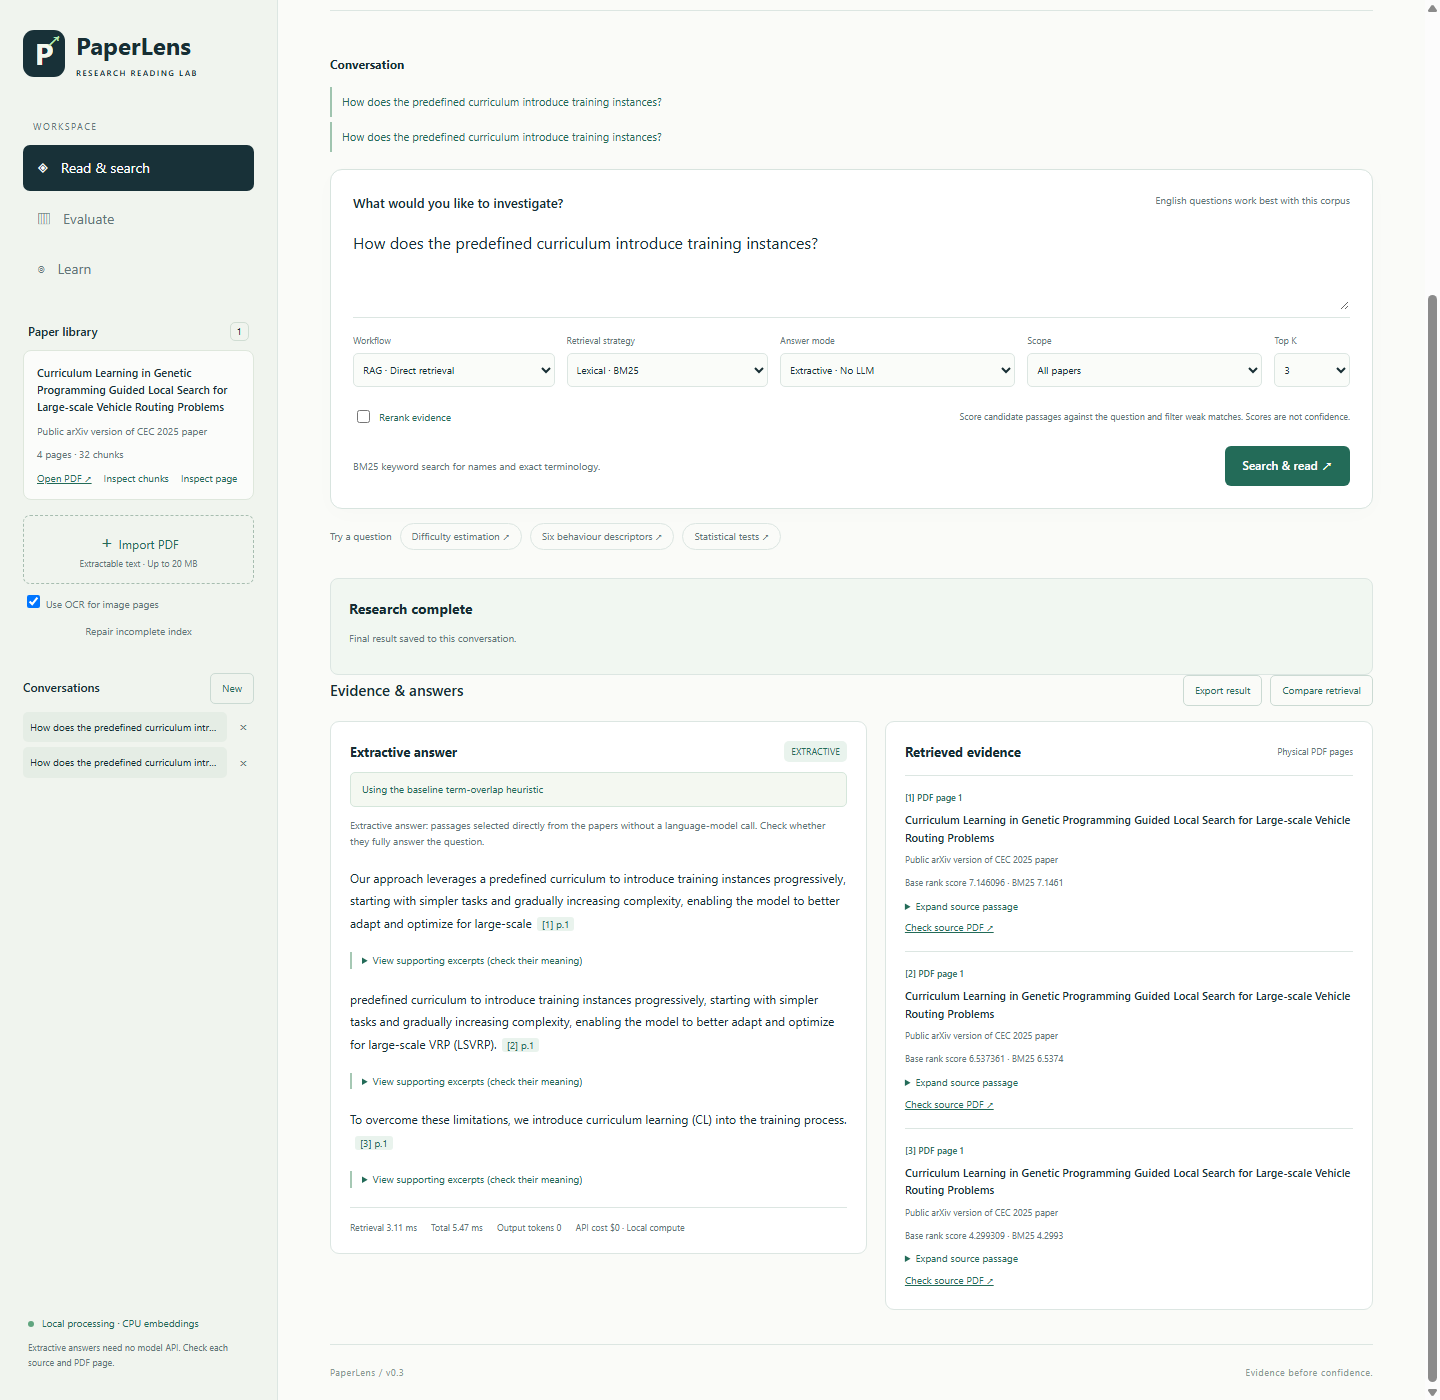 P
PaperLens
RESEARCH READING LAB
WORKSPACE
Read & search
Evaluate
Learn
Paper library
1
Curriculum Learning in Genetic
Programming Guided Local Search for
Large-scale Vehicle Routing Problems
Public arXiv version of CEC 2025 paper
4 pages · 32 chunks
Open PDF ↗ Inspect chunks Inspect page
+ Import PDF
Extractable text · Up to 20 MB
Use OCR for image pages
Repair incomplete index
Conversations
New
How does the predefined curriculum intr... ×
How does the predefined curriculum intr... ×
Local processing · CPU embeddings
Extractive answers need no model API. Check each
source and PDF page.
Conversation
How does the predefined curriculum introduce training instances?
How does the predefined curriculum introduce training instances?
What would you like to investigate?
English questions work best with this corpus
How does the predefined curriculum introduce training instances?
Workflow
Retrieval strategy
Answer mode
Scope
Top K
RAG · Direct retrieval
Lexical · BM25
Extractive · No LLM
All papers
3
Rerank evidence
Score candidate passages against the question and filter weak matches. Scores are not confidence.
BM25 keyword search for names and exact terminology.
Search & read ↗
Try a question
Difficulty estimation ↗
Six behaviour descriptors ↗
Statistical tests ↗
Research complete
Final result saved to this conversation.
Evidence & answers
Export result
Compare retrieval
Extractive answer
EXTRACTIVE
Using the baseline term-overlap heuristic
Extractive answer: passages selected directly from the papers without a language-model call. Check whether
they fully answer the question.
Our approach leverages a predefined curriculum to introduce training instances progressively,
starting with simpler tasks and gradually increasing complexity, enabling the model to better
adapt and optimize for large-scale [1] p.1
▶ View supporting excerpts (check their meaning)
predefined curriculum to introduce training instances progressively, starting with simpler
tasks and gradually increasing complexity, enabling the model to better adapt and optimize
for large-scale VRP (LSVRP). [2] p.1
▶ View supporting excerpts (check their meaning)
To overcome these limitations, we introduce curriculum learning (CL) into the training process.
[3] p.1
▶ View supporting excerpts (check their meaning)
Retrieval 3.11 ms Total 5.47 ms Output tokens 0 API cost $0 · Local compute
Retrieved evidence
Physical PDF pages
[1] PDF page 1
Curriculum Learning in Genetic Programming Guided Local Search for Large-scale Vehicle
Routing Problems
Public arXiv version of CEC 2025 paper
Base rank score 7.146096 · BM25 7.1461
▶ Expand source passage
Check source PDF ↗
[2] PDF page 1
Curriculum Learning in Genetic Programming Guided Local Search for Large-scale Vehicle
Routing Problems
Public arXiv version of CEC 2025 paper
Base rank score 6.537361 · BM25 6.5374
▶ Expand source passage
Check source PDF ↗
[3] PDF page 1
Curriculum Learning in Genetic Programming Guided Local Search for Large-scale Vehicle
Routing Problems
Public arXiv version of CEC 2025 paper
Base rank score 4.299309 · BM25 4.2993
▶ Expand source passage
Check source PDF ↗
PaperLens / v0.3
Evidence before confidence.